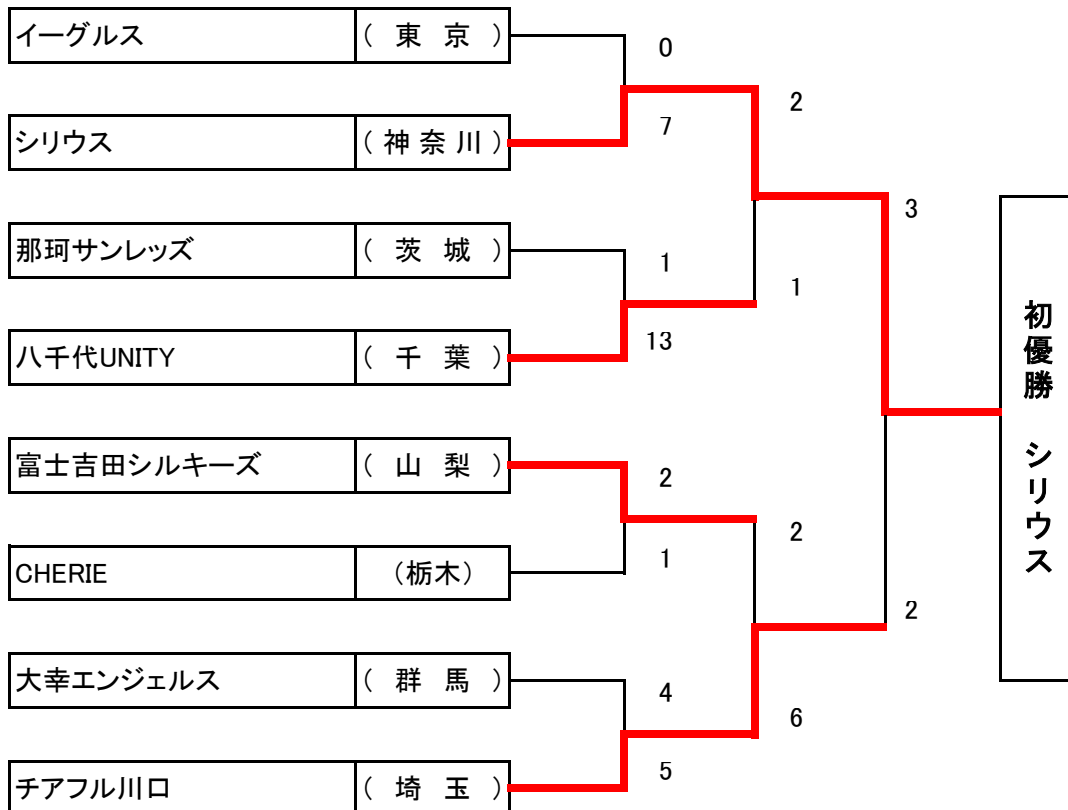 イーグルス (東京)
0
2
シリウス (神奈川)
7
3
那珂サンレッズ (茨城)
1
1
八千代UNITY (千葉)
13
初優勝 シリウス
富士吉田シルキーズ (山梨)
2
2
CHERIE (栃木)
1
2
大幸エンジェルス (群馬)
4
6
チアフル川口 (埼玉)
5